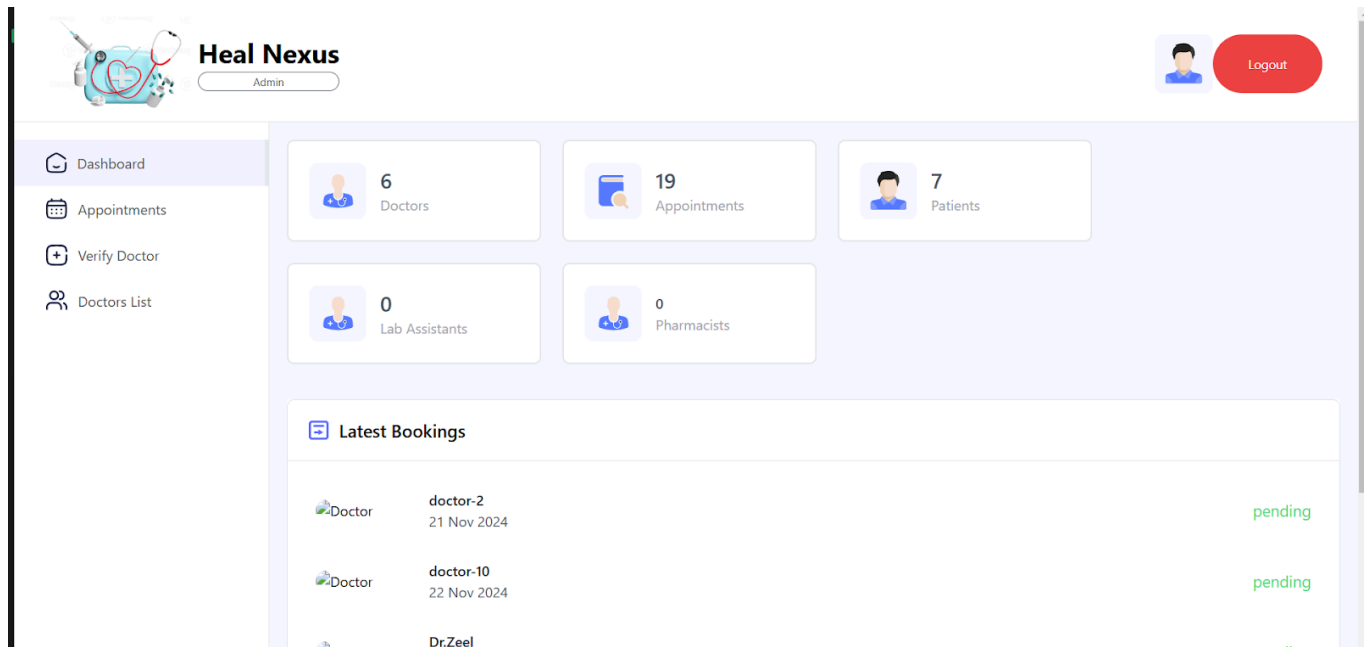 Heal Nexus
Admin
Logout
Dashboard
Appointments
Verify Doctor
Doctors List
6
Doctors
19
Appointments
7
Patients
0
Lab Assistants
0
Pharmacists
Latest Bookings
Doctor
doctor-2
21 Nov 2024
pending
Doctor
doctor-10
22 Nov 2024
pending
Dr.Zeel